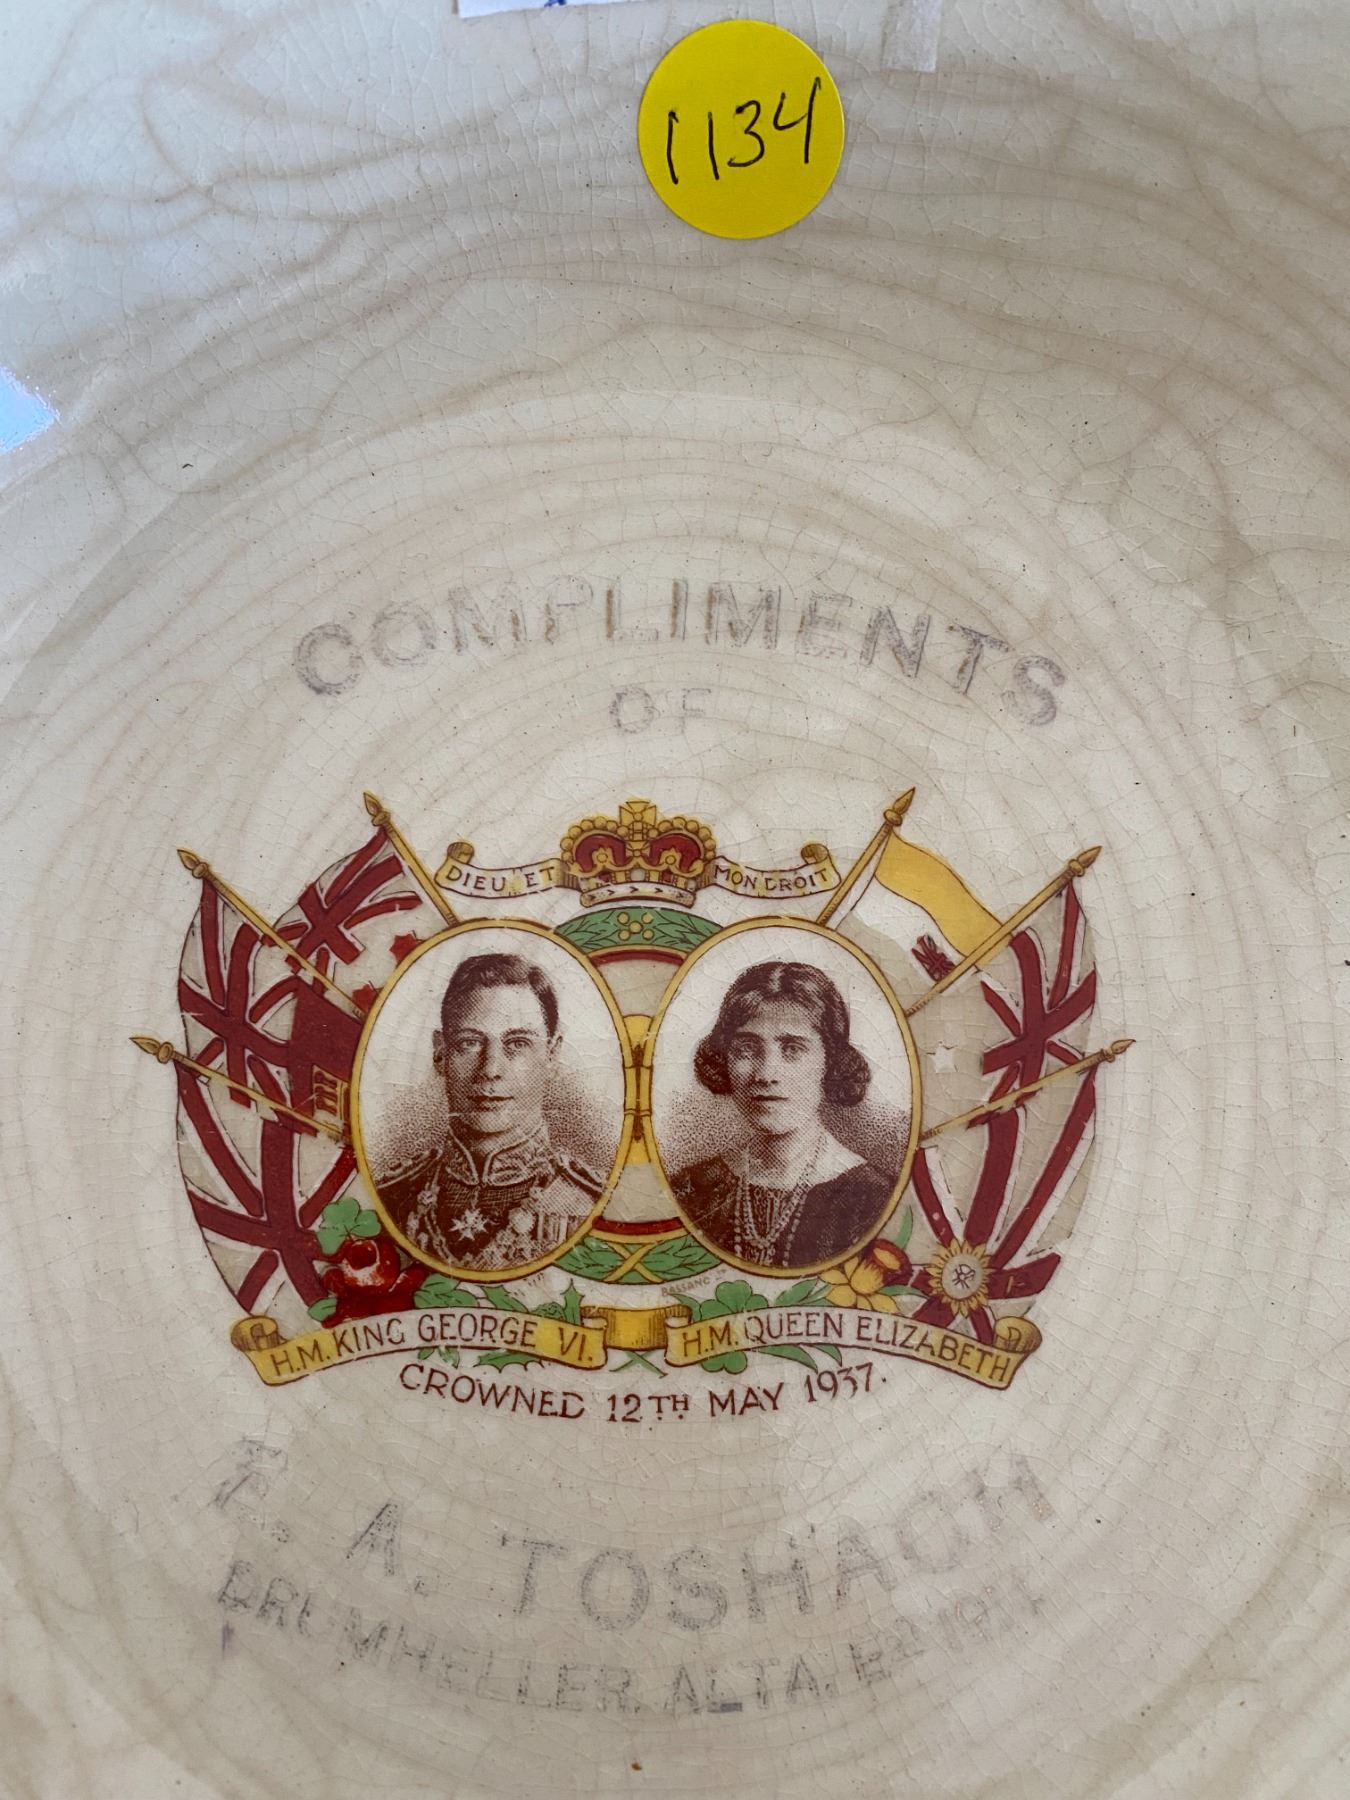 1134
COMPLIMENTS
OF
DIEU ET MON DROIT
BASSANO
H.M. KING GEORGE VI. H.M. QUEEN ELIZABETH
CROWNED 12TH MAY 1937.
A. TOSHACH
DRUMHELLER, ALTA.